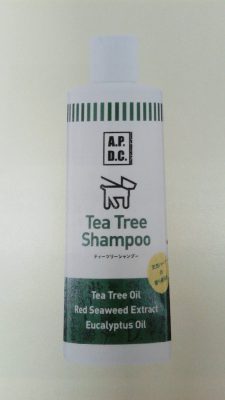 A.P.
D.C.
Tea Tree
Shampoo
ティーツリーシャンプー
Tea Tree Oil
Red Seaweed Extract
Eucalyptus Oil